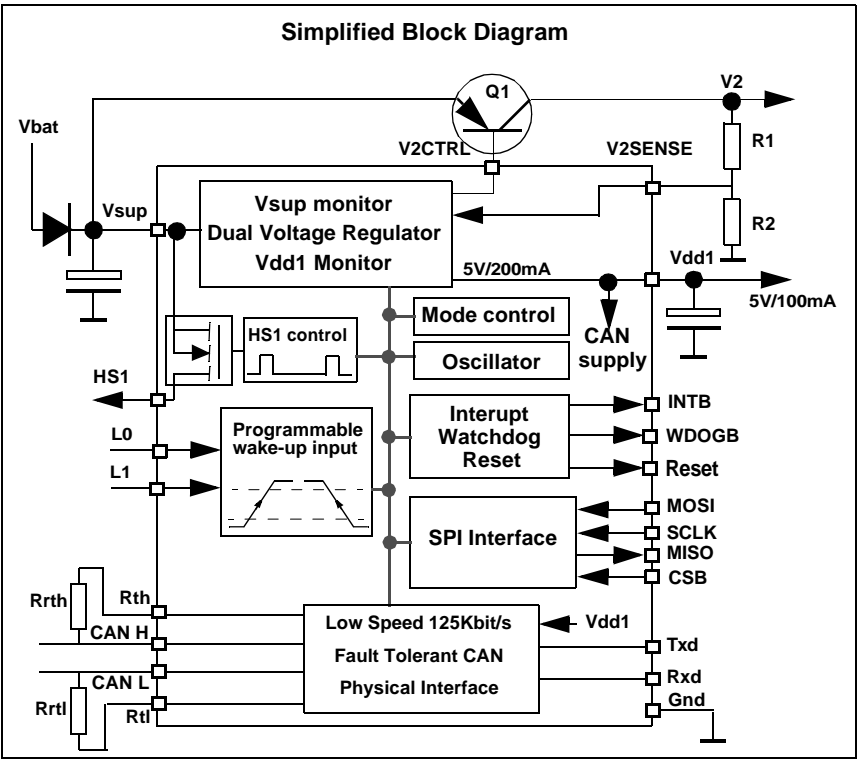 Simplified Block Diagram
Q1
V2
Vbat
V2CTRL
V2SENSE
R1
Vsup
Vsup monitor
Dual Voltage Regulator
Vdd1 Monitor
R2
5V/200mA
Vdd1
5V/100mA
Mode control
CAN
supply
HS1 control
Oscillator
HS1
L0
L1
Programmable
wake-up input
Interupt
Watchdog
Reset
INTB
WDOGB
Reset
SPI Interface
MOSI
SCLK
MISO
CSB
Rrth
Rth
CAN H
CAN L
Rrtl
Rtl
Low Speed 125Kbit/s
Fault Tolerant CAN
Physical Interface
Vdd1
Txd
Rxd
Gnd